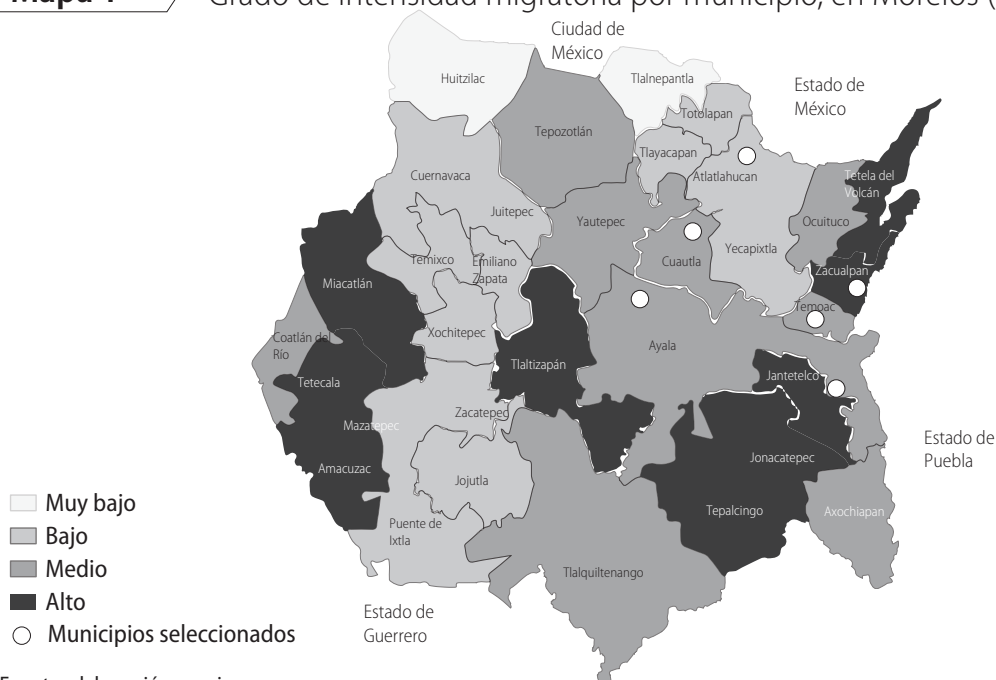 Mapa 1
Grado de intensidad migratoria por municipio, en Morelos (
Ciudad de
México
Huitzilac
Tlalnepantla
Estado de
México
Totolapan
Tepoztlán
Tlayacapan
Atlatlahucan
Cuernavaca
Tetela del
Volcán
Juitepec
Yautepec
Ocuituco
Yecapixtla
Temixco
Emiliano
Zapata
Cuautla
Zacualpan
Miacatlán
Temoac
Xochitepec
Coatlán del
Río
Ayala
Tlaltizapán
Tetecala
Jantetelco
Zacatepec
Mazatepec
Estado de
Puebla
Jonacatepec
Amacuzac
Jojutla
Tepalcingo
Axochiapan
Puente de
Ixtla
Tlalquiltenango
Muy bajo
Bajo
Medio
Alto
Municipios seleccionados
Estado de
Guerrero